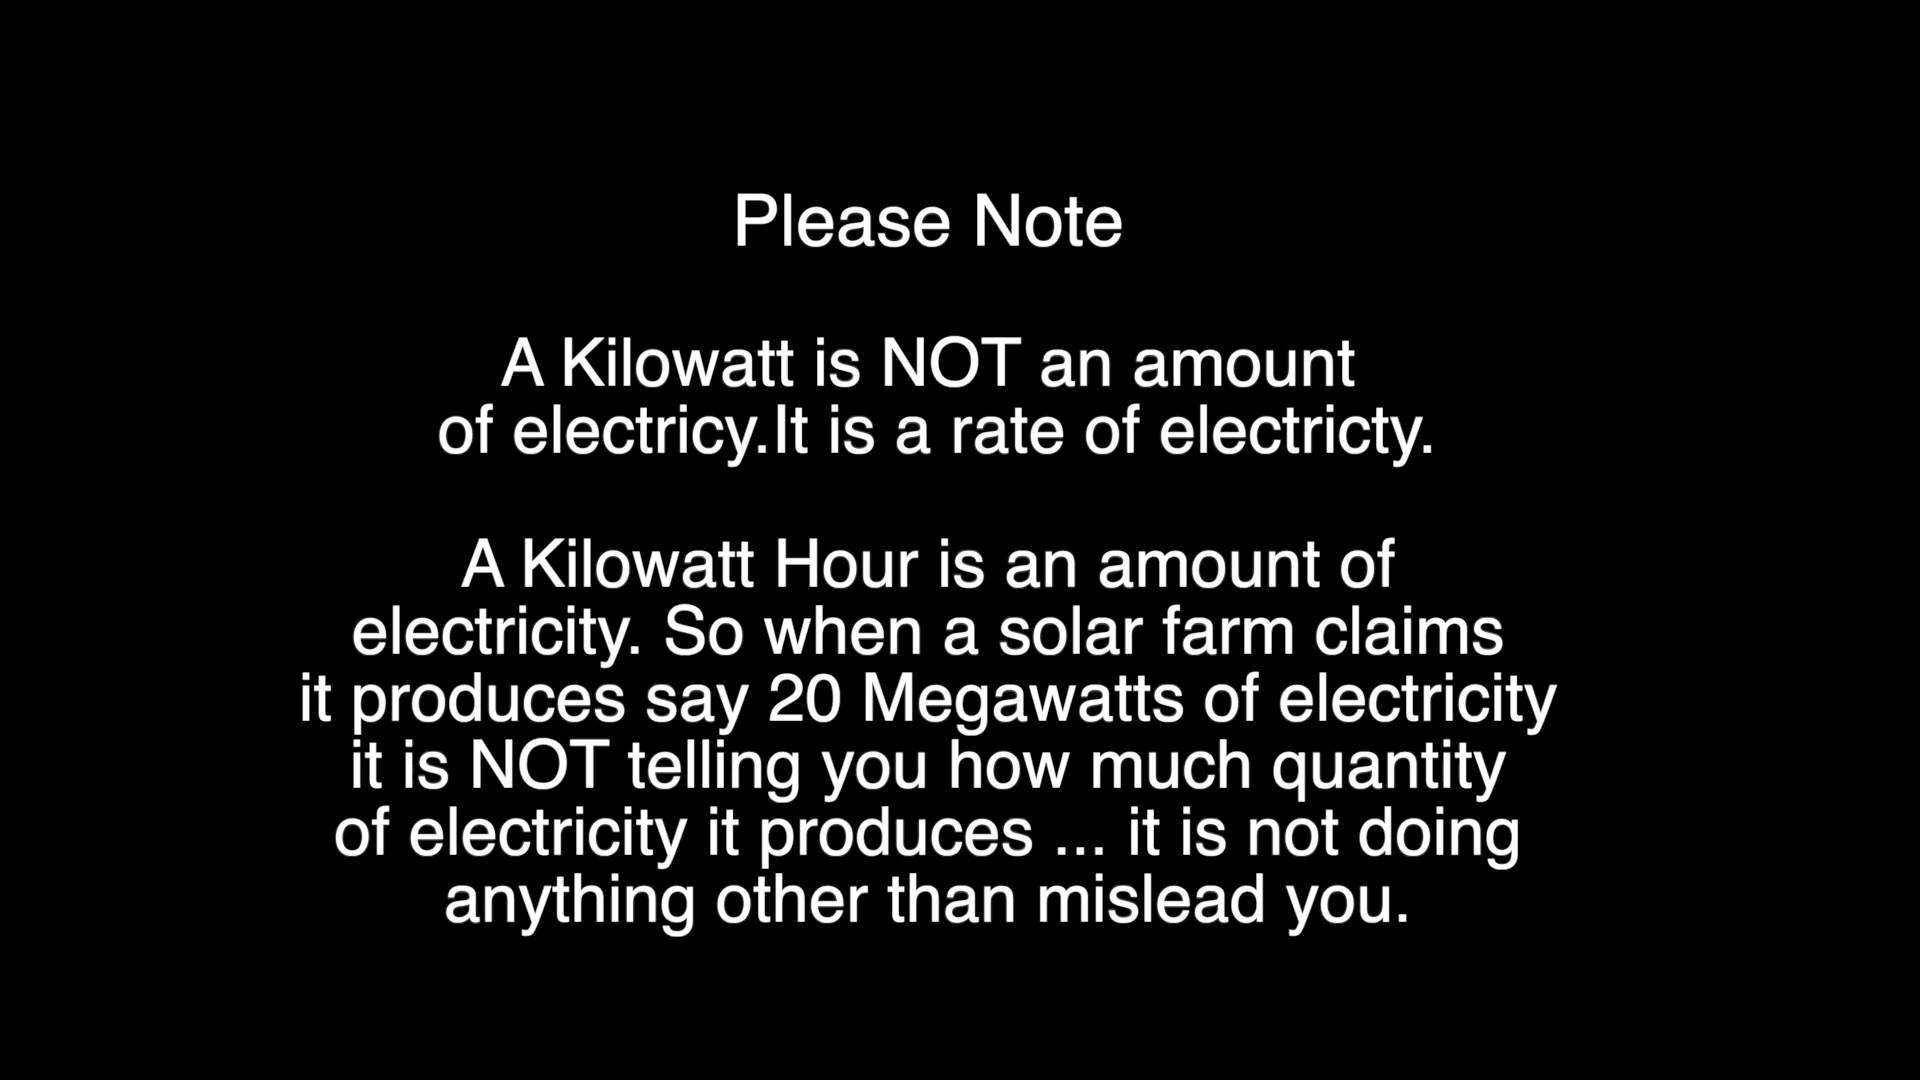 Please Note
A Kilowatt is NOT an amount
of electricy.It is a rate of electricty.
A Kilowatt Hour is an amount of
electricity. So when a solar farm claims
it produces say 20 Megawatts of electricity
it is NOT telling you how much quantity
of electricity it produces ... it is not doing
anything other than mislead you.